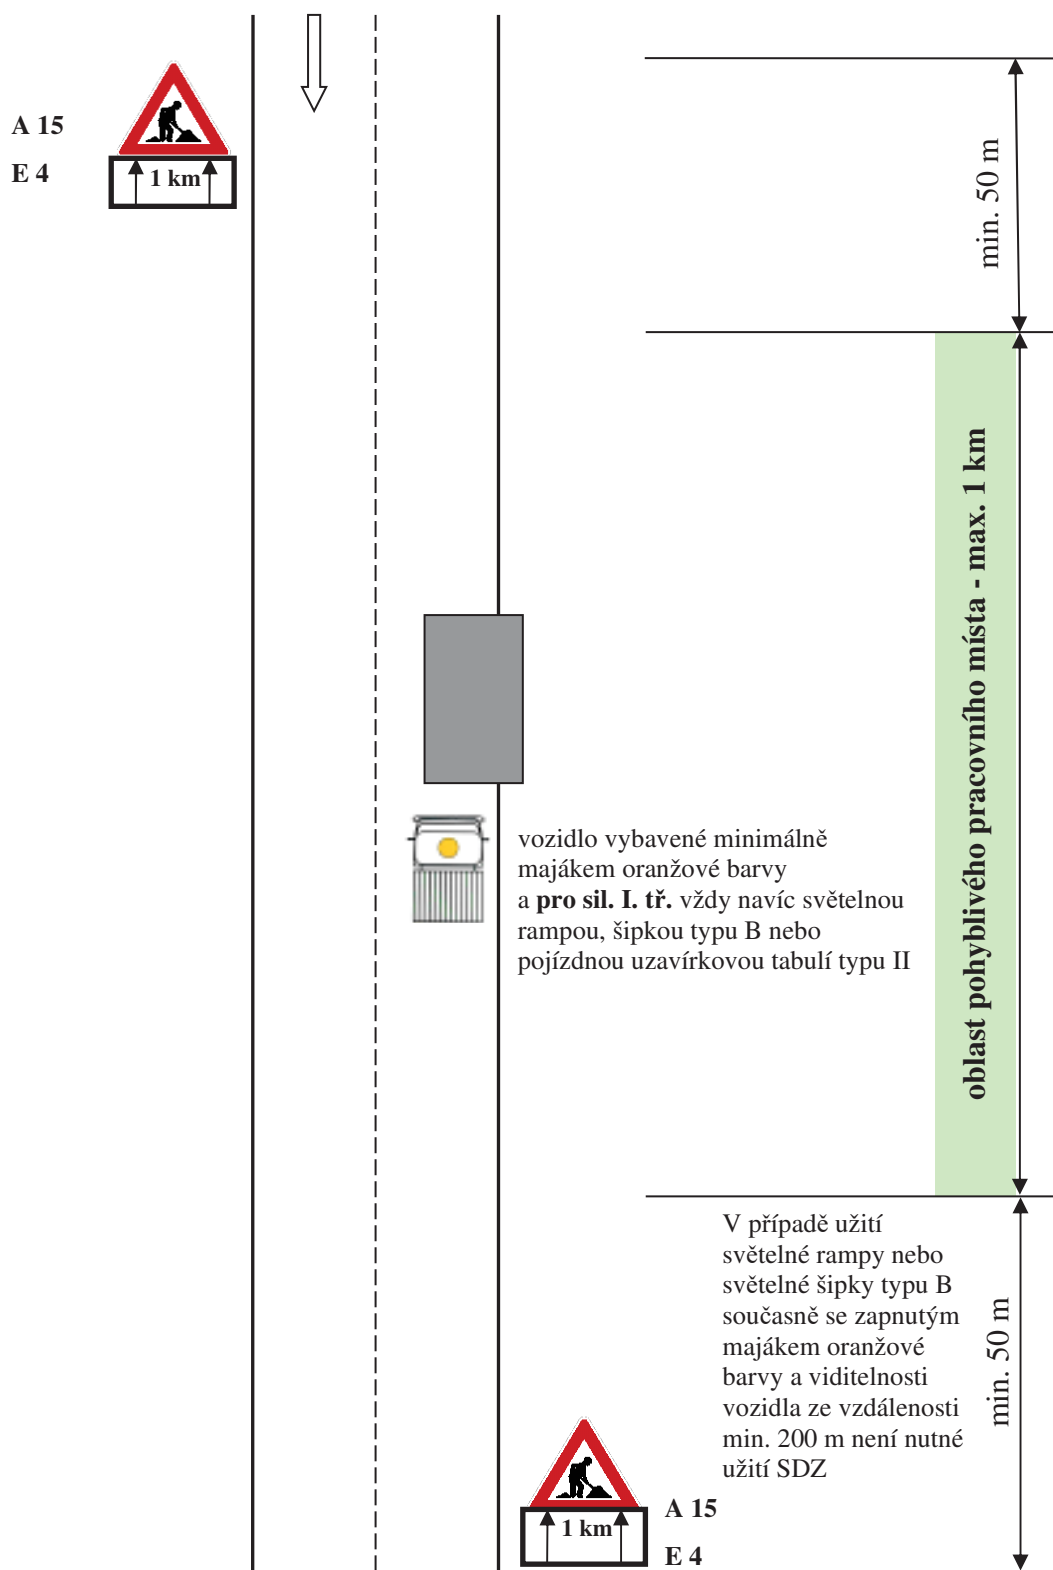 A 15
E 4
1 km
min. 50 m
oblast pohyblivého pracovního místa - max. 1 km
vozidlo vybavené minimálně
majákem oranžové barvy
a pro sil. I. tř. vždy navíc světelnou
rampou, šipkou typu B nebo
pojízdnou uzavírkovou tabulí typu II
V případě užití
světelné rampy nebo
světelné šipky typu B
současně se zapnutým
majákem oranžové
barvy a viditelnosti
vozidla ze vzdálenosti
min. 200 m není nutné
užití SDZ
min. 50 m
1 km
A 15
E 4